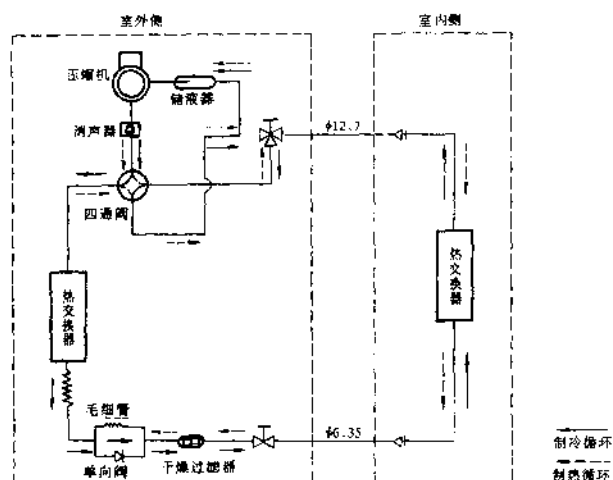 室外侧
室内侧
压缩机
储液器
消声器
四通阀
φ12.7
热交换器
热交换器
毛细管
单向阀
干燥过滤器
φ6.35
制冷循环
制热循环